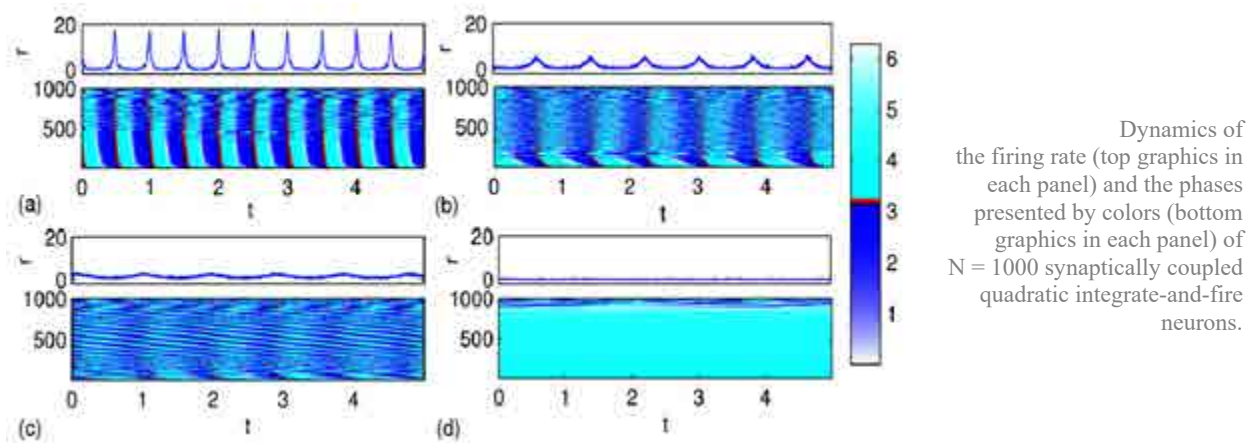 20
r
0
1000
500
0 1 2 3 4
(a)
t
20
r
0
1000
500
0 1 2 3 4
(b)
t
20
r
0
1000
500
0 1 2 3 4
(c)
t
20
r
0
1000
500
0 1 2 3 4
(d)
t
6
5
4
3
2
1
Dynamics of
the firing rate (top graphics in
each panel) and the phases
presented by colors (bottom
graphics in each panel) of
N = 1000 synaptically coupled
quadratic integrate-and-fire
neurons.